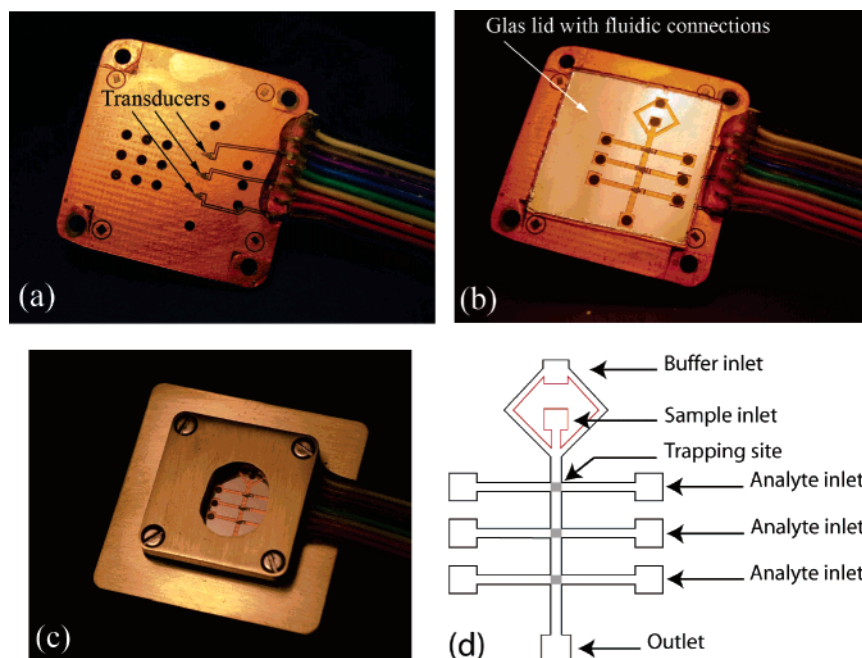 Transducers
(a)
Glas lid with fluidic connections
(b)
(c)
Buffer inlet
Sample inlet
Trapping site
Analyte inlet
Analyte inlet
Analyte inlet
Outlet
(d)